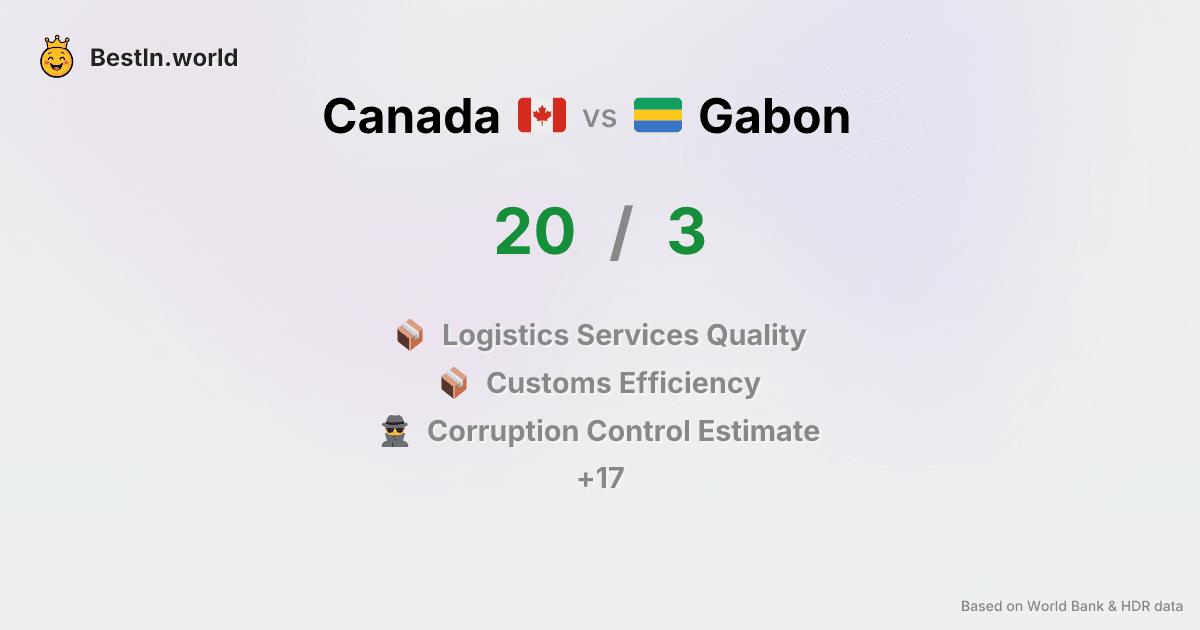 BestIn.world
Canada vs Gabon
20 / 3
Logistics Services Quality
Customs Efficiency
Corruption Control Estimate
+17
Based on World Bank & HDR data